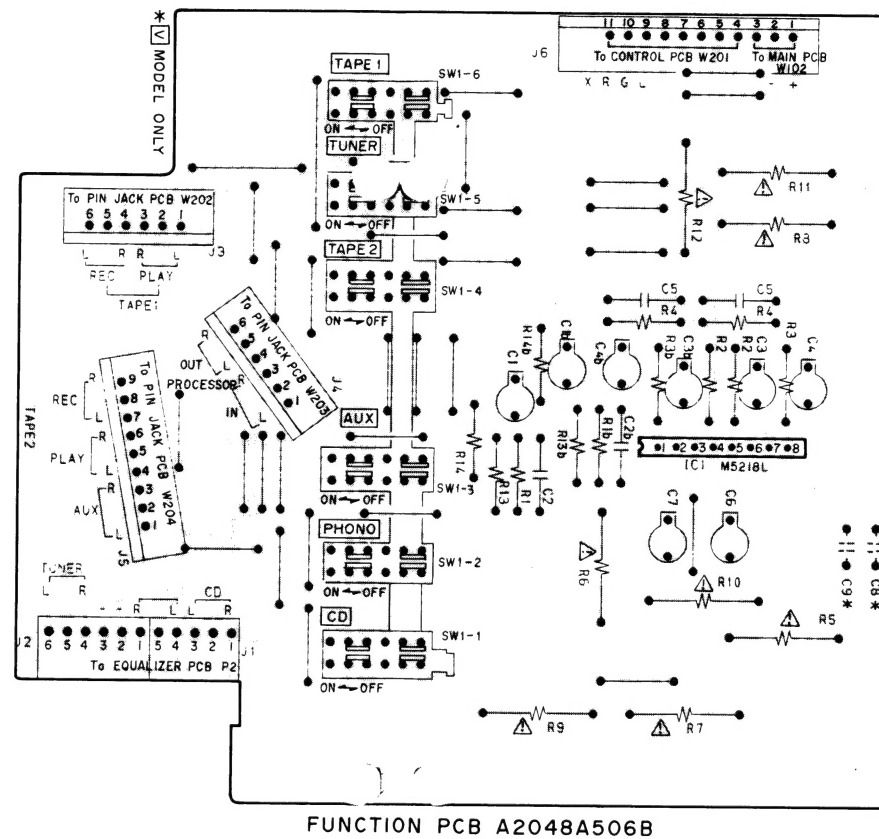 * V MODEL ONLY
TAPE 1
SW1-6
ON OFF
TUNER
SW1-5
ON OFF
TAPE 2
SW1-4
ON OFF
AUX
SW1-3
ON OFF
PHONO
SW1-2
ON OFF
CD
SW1-1
ON OFF
J6
11 10 9 8 7 6 5 4 3 2 1
To CONTROL PCB W201
To MAIN PCB
W102
X R G L - +
To PIN JACK PCB W202
6 5 4 3 2 1
J3
L R R L
REC PLAY
TAPE1
To PIN JACK PCB W203
6 5 4 3 2 1
J4
R L
OUT
PROCESSOR
R L
IN
To PIN JACK PCB W204
9 8 7 6 5 4 3 2 1
J5
TAPE2
REC
R L
PLAY
R L
AUX
R L
TUNER
L R
CD
R L L R
J2
6 5 4 3 2 1 5 4 3 2 1
J1
To EQUALIZER PCB P2
R11
R8
R12
C5
R4
C5
R4
R14b
C1b
C1
C4b
R3b
C3b
R2
R2
C3
R3
C4
R14
R13
R1
C2
R13b
R1b
C2b
1 2 3 4 5 6 7 8
IC1 M5218L
C7
C6
R6
R10
R5
C9*
C8*
R9
R7
FUNCTION PCB A2048A506B